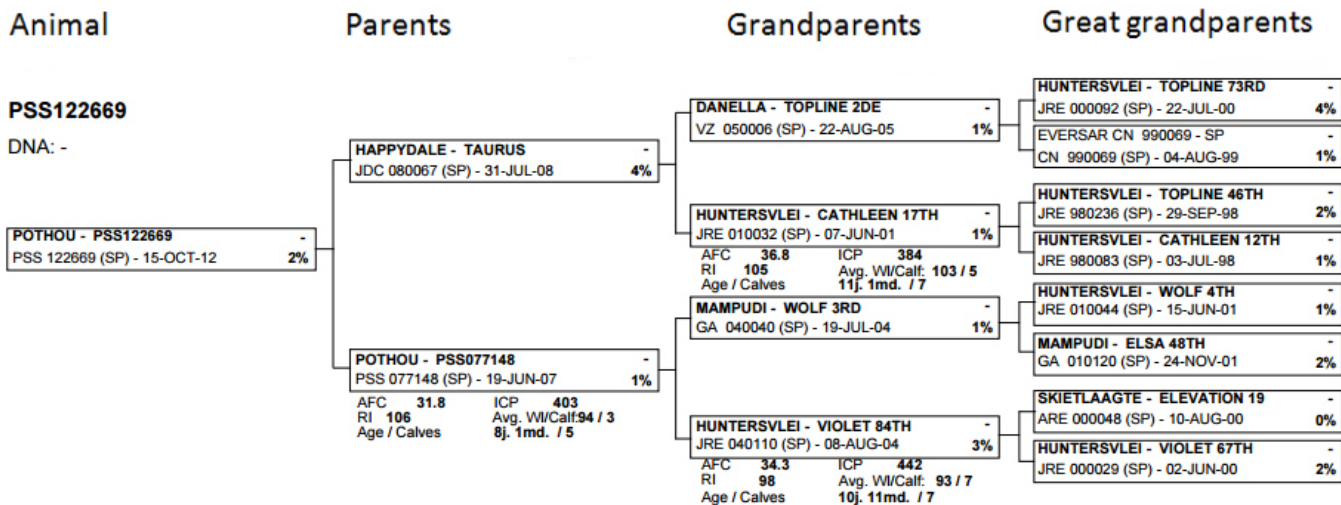 Animal
Parents
Grandparents
Great grandparents
PSS122669
DNA: -
POTHOU - PSS122669 -
PSS 122669 (SP) - 15-OCT-12 2%
HAPPYDALE - TAURUS -
JDC 080067 (SP) - 31-JUL-08 4%
POTHOU - PSS077148 -
PSS 077148 (SP) - 19-JUN-07 1%
AFC 31.8 ICP 403
RI 106 Avg. WI/Calf:94 / 3
Age / Calves 8j. 1md. / 5
DANELLA - TOPLINE 2DE -
VZ 050006 (SP) - 22-AUG-05 1%
HUNTERSVLEI - CATHLEEN 17TH -
JRE 010032 (SP) - 07-JUN-01 1%
AFC 36.8 ICP 384
RI 105 Avg. WI/Calf: 103 / 5
Age / Calves 11j. 1md. / 7
MAMPUDI - WOLF 3RD -
GA 040040 (SP) - 19-JUL-04 1%
HUNTERSVLEI - VIOLET 84TH -
JRE 040110 (SP) - 08-AUG-04 3%
AFC 34.3 ICP 442
RI 98 Avg. WI/Calf: 93 / 7
Age / Calves 10j. 11md. / 7
HUNTERSVLEI - TOPLINE 73RD -
JRE 000092 (SP) - 22-JUL-00 4%
EVERSAR CN 990069 - SP -
CN 990069 (SP) - 04-AUG-99 1%
HUNTERSVLEI - TOPLINE 46TH -
JRE 980236 (SP) - 29-SEP-98 2%
HUNTERSVLEI - CATHLEEN 12TH -
JRE 980083 (SP) - 03-JUL-98 1%
HUNTERSVLEI - WOLF 4TH -
JRE 010044 (SP) - 15-JUN-01 1%
MAMPUDI - ELSA 48TH -
GA 010120 (SP) - 24-NOV-01 2%
SKIETLAAGTE - ELEVATION 19 -
ARE 000048 (SP) - 10-AUG-00 0%
HUNTERSVLEI - VIOLET 67TH -
JRE 000029 (SP) - 02-JUN-00 2%